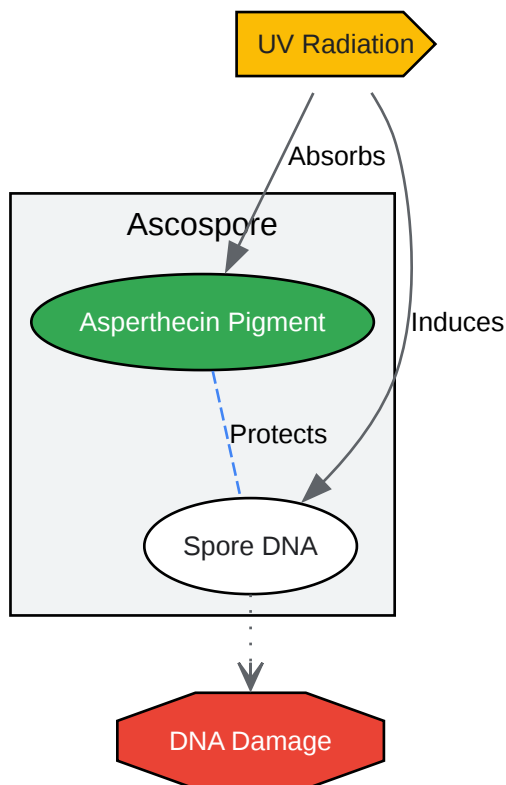 UV Radiation
Absorbs
Ascospore
Asperthecin Pigment
Induces
Protects
Spore DNA
DNA Damage